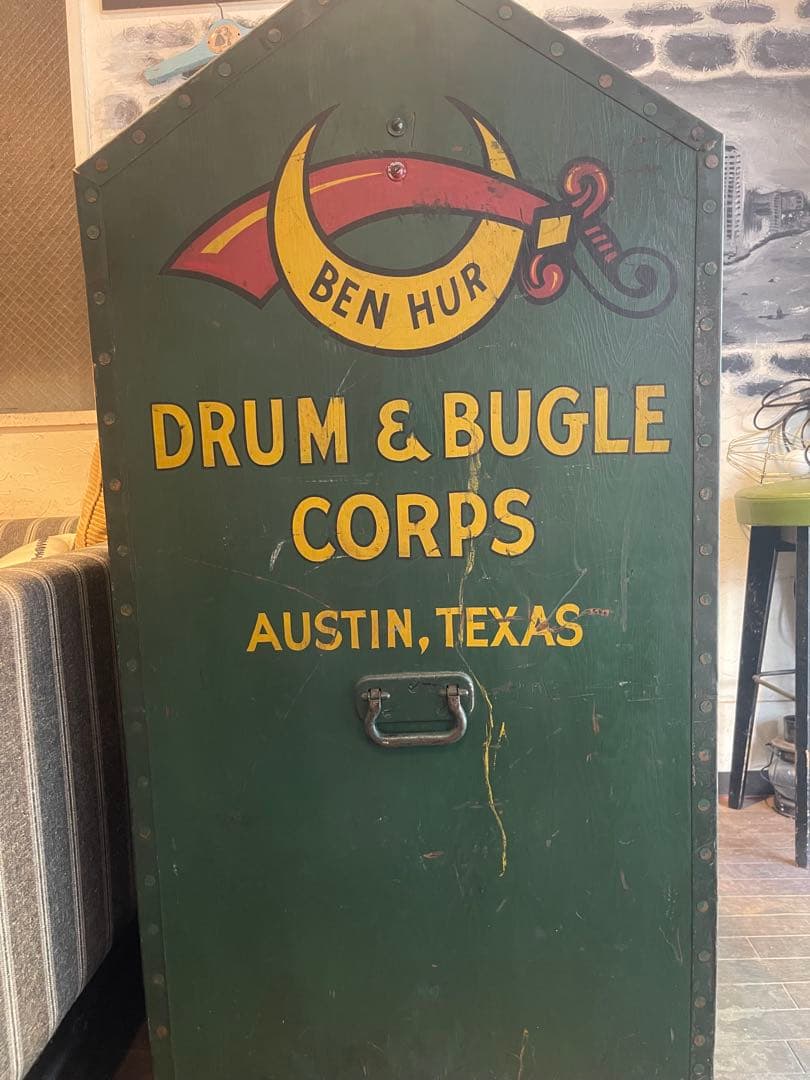 BEN HUR
DRUM & BUGLE
CORPS
AUSTIN, TEXAS